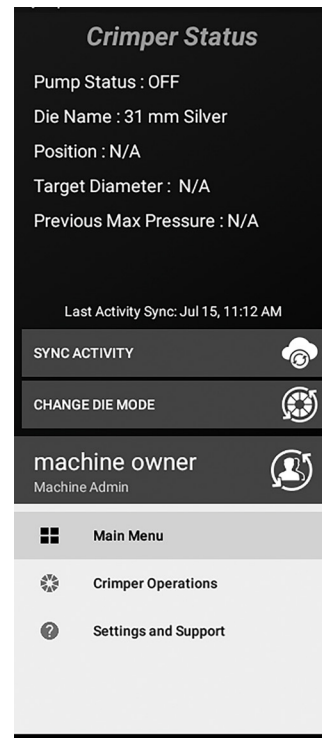 Crimper Status
Pump Status : OFF
Die Name : 31 mm Silver
Position : N/A
Target Diameter : N/A
Previous Max Pressure : N/A
Last Activity Sync: Jul 15, 11:12 AM
SYNC ACTIVITY
CHANGE DIE MODE
machine owner
Machine Admin
Main Menu
Crimper Operations
Settings and Support